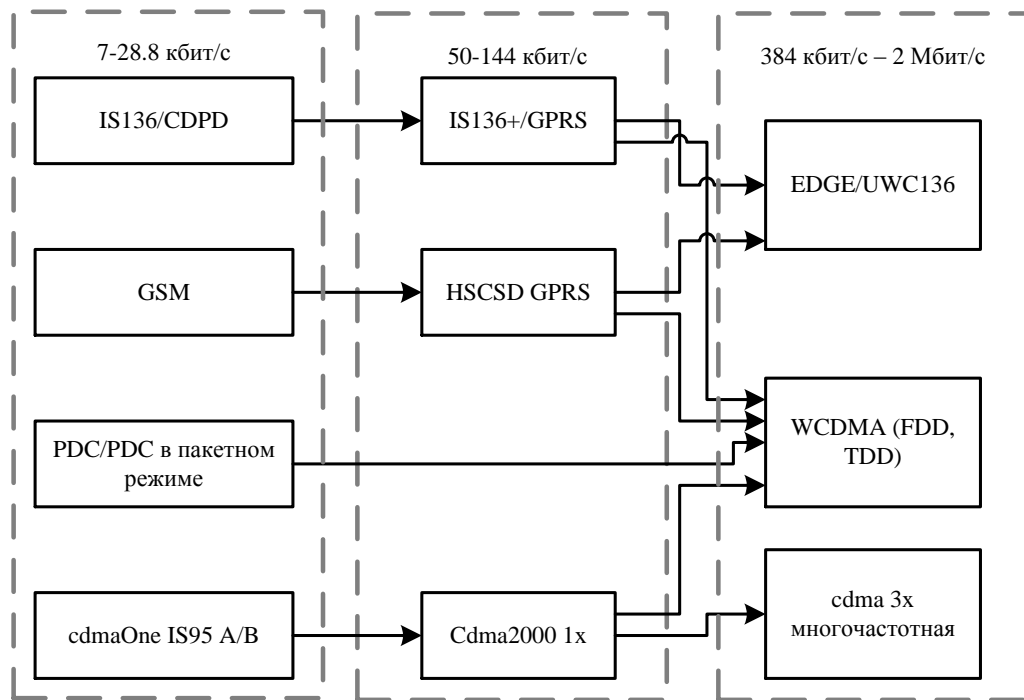 7-28.8 кбит/с
50-144 кбит/с
384 кбит/с – 2 Мбит/с
IS136/CDPD
IS136+/GPRS
EDGE/UWC136
GSM
HSCSD GPRS
PDC/PDC в пакетном
режиме
WCDMA (FDD,
TDD)
cdmaOne IS95 A/B
Cdma2000 1x
cdma 3x
многочастотная